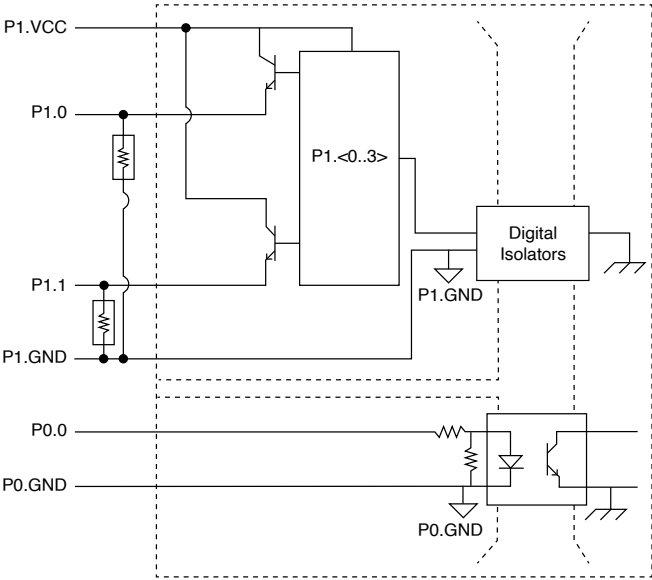 P1.VCC
P1.0
P1.<0..3>
Digital
Isolators
P1.1
P1.GND
P1.GND
P0.0
P0.GND
P0.GND